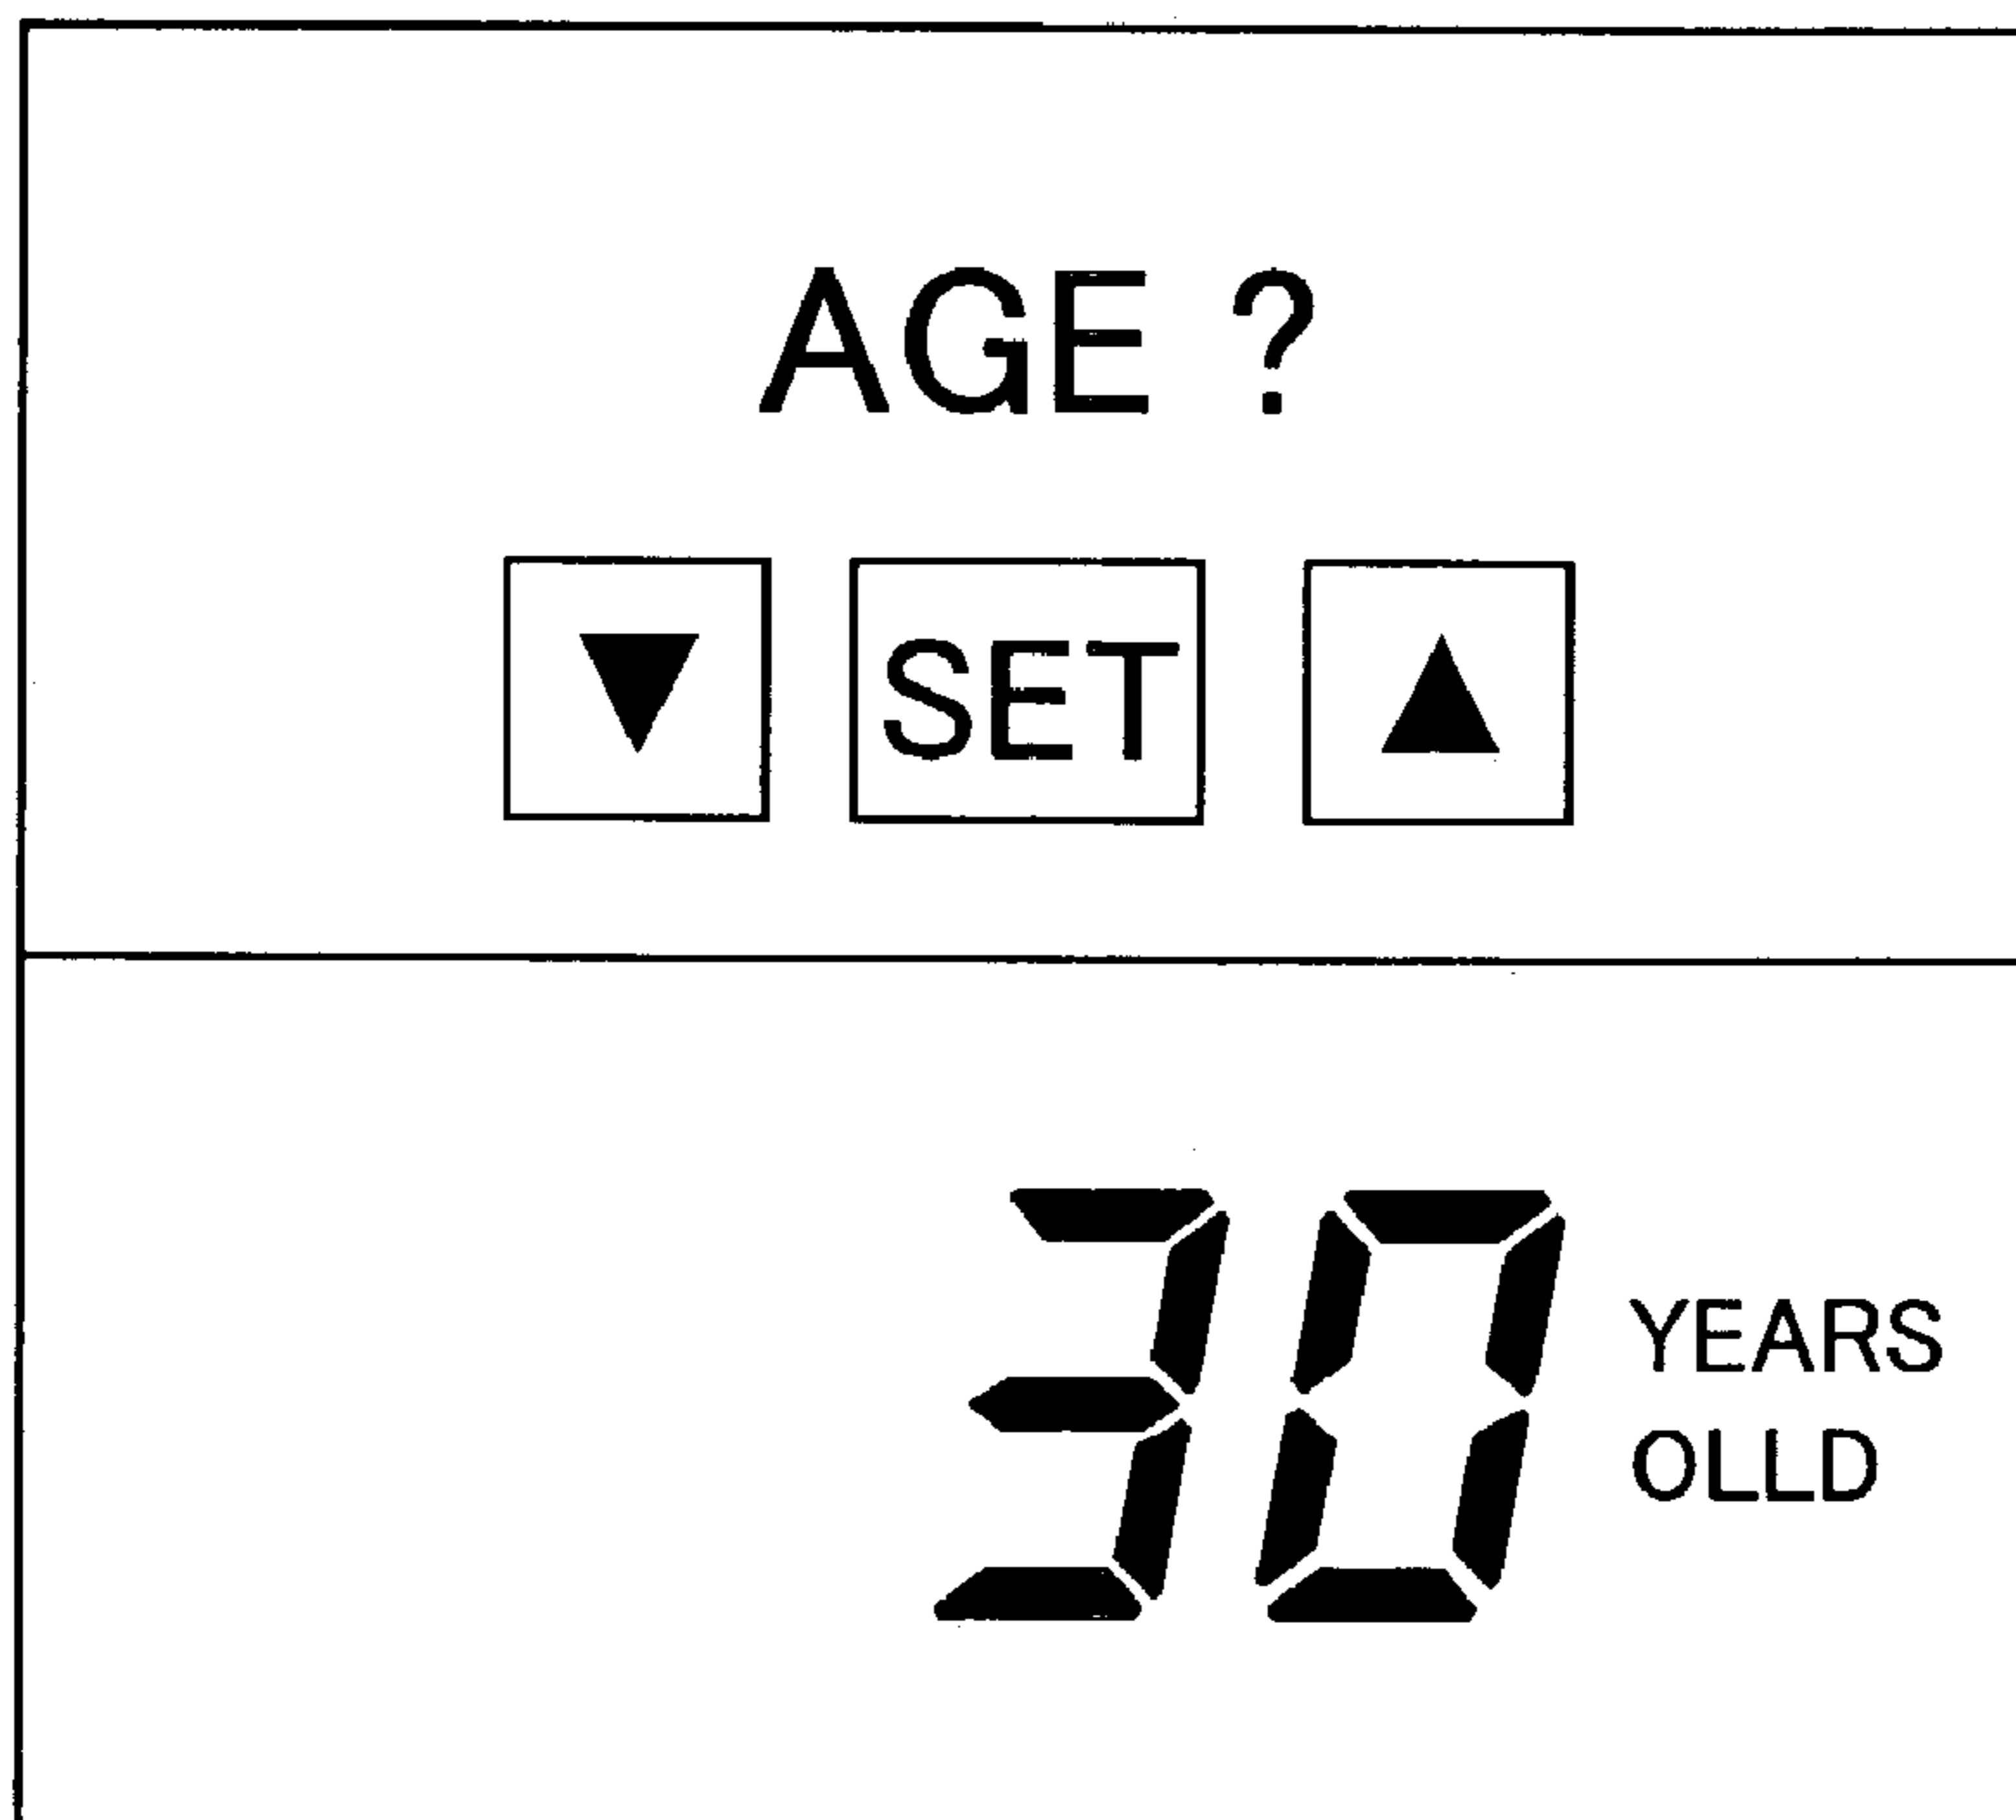 AGE ?
▼ SET ▲
30 YEARS
OLLD